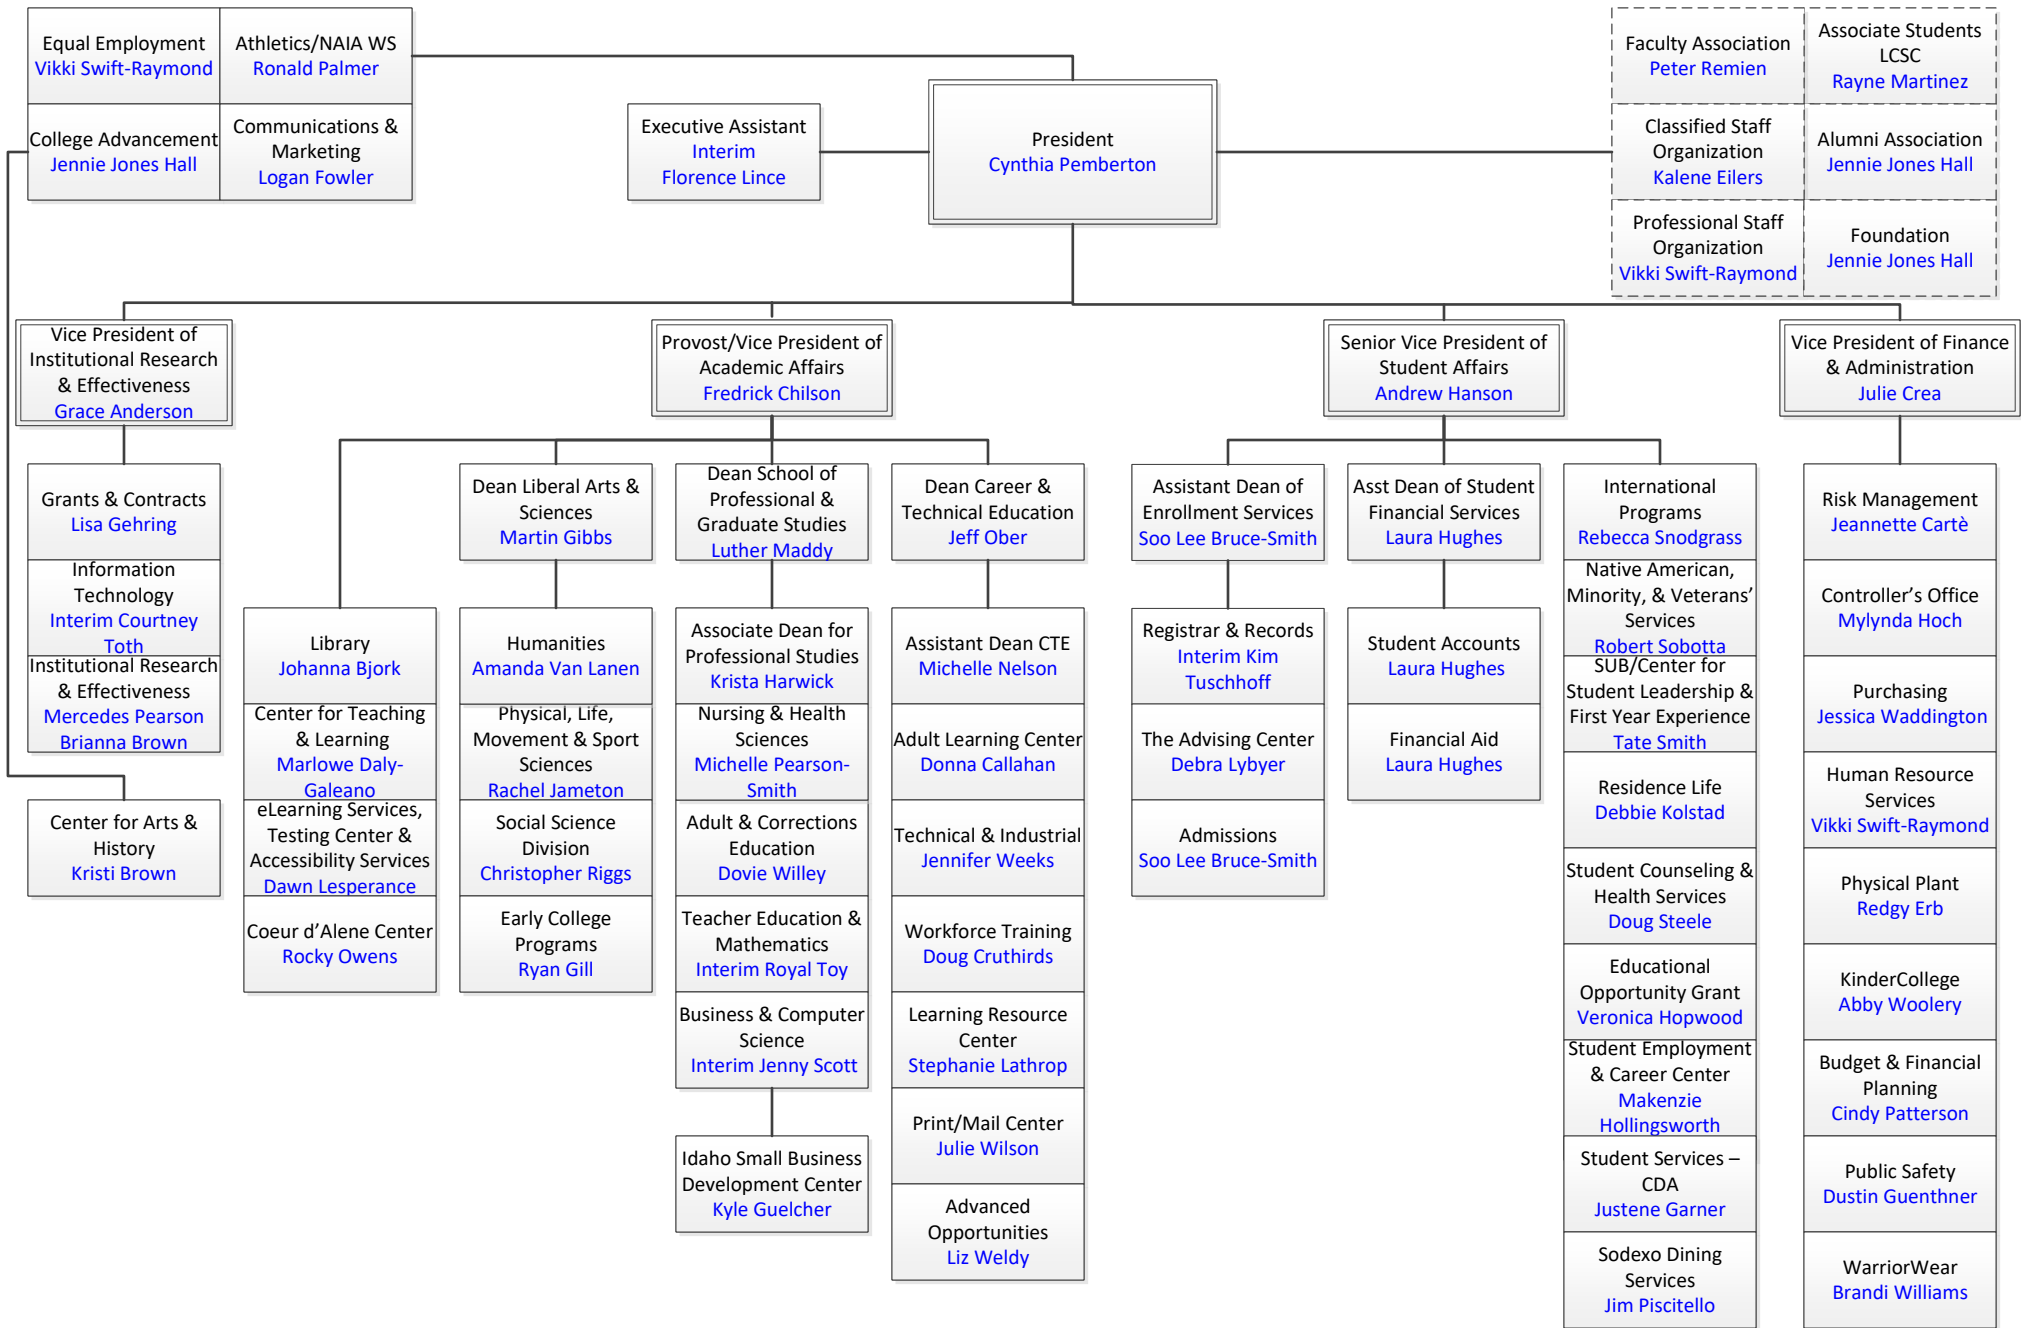 Equal Employment
Vikki Swift-Raymond
Athletics/NAIA WS
Ronald Palmer
College Advancement
Jennie Jones Hall
Communications &
Marketing
Logan Fowler
Executive Assistant
Interim
Florence Lince
President
Cynthia Pemberton
Faculty Association
Peter Remien
Associate Students
LCSC
Rayne Martinez
Classified Staff
Organization
Kalene Eilers
Alumni Association
Jennie Jones Hall
Professional Staff
Organization
Vikki Swift-Raymond
Foundation
Jennie Jones Hall
Vice President of
Institutional Research
& Effectiveness
Grace Anderson
Provost/Vice President of
Academic Affairs
Fredrick Chilson
Senior Vice President of
Student Affairs
Andrew Hanson
Vice President of Finance
& Administration
Julie Crea
Grants & Contracts
Lisa Gehring
Information
Technology
Interim Courtney
Toth
Institutional Research
& Effectiveness
Mercedes Pearson
Brianna Brown
Center for Arts &
History
Kristi Brown
Library
Johanna Bjork
Center for Teaching
& Learning
Marlowe Daly-
Galeano
eLearning Services,
Testing Center &
Accessibility Services
Dawn Lesperance
Coeur d’Alene Center
Rocky Owens
Dean Liberal Arts &
Sciences
Martin Gibbs
Humanities
Amanda Van Lanen
Physical, Life,
Movement & Sport
Sciences
Rachel Jameton
Social Science
Division
Christopher Riggs
Early College
Programs
Ryan Gill
Dean School of
Professional &
Graduate Studies
Luther Maddy
Associate Dean for
Professional Studies
Krista Harwick
Nursing & Health
Sciences
Michelle Pearson-
Smith
Adult & Corrections
Education
Dovie Willey
Teacher Education &
Mathematics
Interim Royal Toy
Business & Computer
Science
Interim Jenny Scott
Idaho Small Business
Development Center
Kyle Guelcher
Dean Career &
Technical Education
Jeff Ober
Assistant Dean CTE
Michelle Nelson
Adult Learning Center
Donna Callahan
Technical & Industrial
Jennifer Weeks
Workforce Training
Doug Cruthirds
Learning Resource
Center
Stephanie Lathrop
Print/Mail Center
Julie Wilson
Advanced
Opportunities
Liz Weldy
Assistant Dean of
Enrollment Services
Soo Lee Bruce-Smith
Registrar & Records
Interim Kim
Tuschhoff
The Advising Center
Debra Lybyer
Admissions
Soo Lee Bruce-Smith
Asst Dean of Student
Financial Services
Laura Hughes
Student Accounts
Laura Hughes
Financial Aid
Laura Hughes
International
Programs
Rebecca Snodgrass
Native American,
Minority, & Veterans’
Services
Robert Sobotta
SUB/Center for
Student Leadership &
First Year Experience
Tate Smith
Residence Life
Debbie Kolstad
Student Counseling &
Health Services
Doug Steele
Educational
Opportunity Grant
Veronica Hopwood
Student Employment
& Career Center
Makenzie
Hollingsworth
Student Services –
CDA
Justene Garner
Sodexo Dining
Services
Jim Piscitello
Risk Management
Jeannette Cartè
Controller’s Office
Mylynda Hoch
Purchasing
Jessica Waddington
Human Resource
Services
Vikki Swift-Raymond
Physical Plant
Redgy Erb
KinderCollege
Abby Woolery
Budget & Financial
Planning
Cindy Patterson
Public Safety
Dustin Guenthner
WarriorWear
Brandi Williams